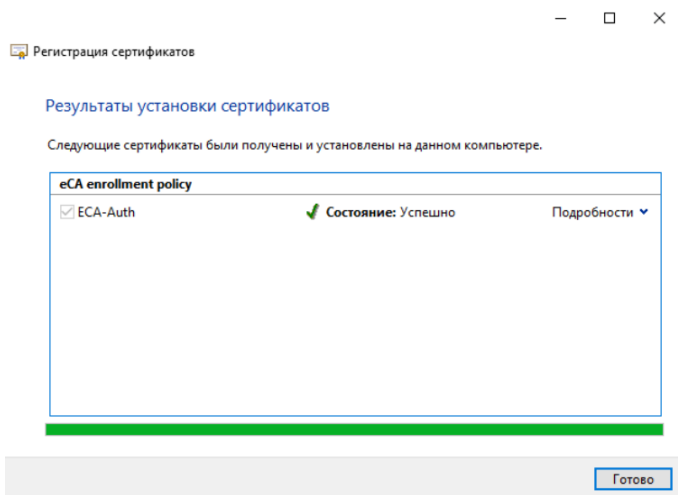 Регистрация сертификатов
Результаты установки сертификатов
Следующие сертификаты были получены и установлены на данном компьютере.
eCA enrollment policy
ECA-Auth Состояние: Успешно Подробности
Готово